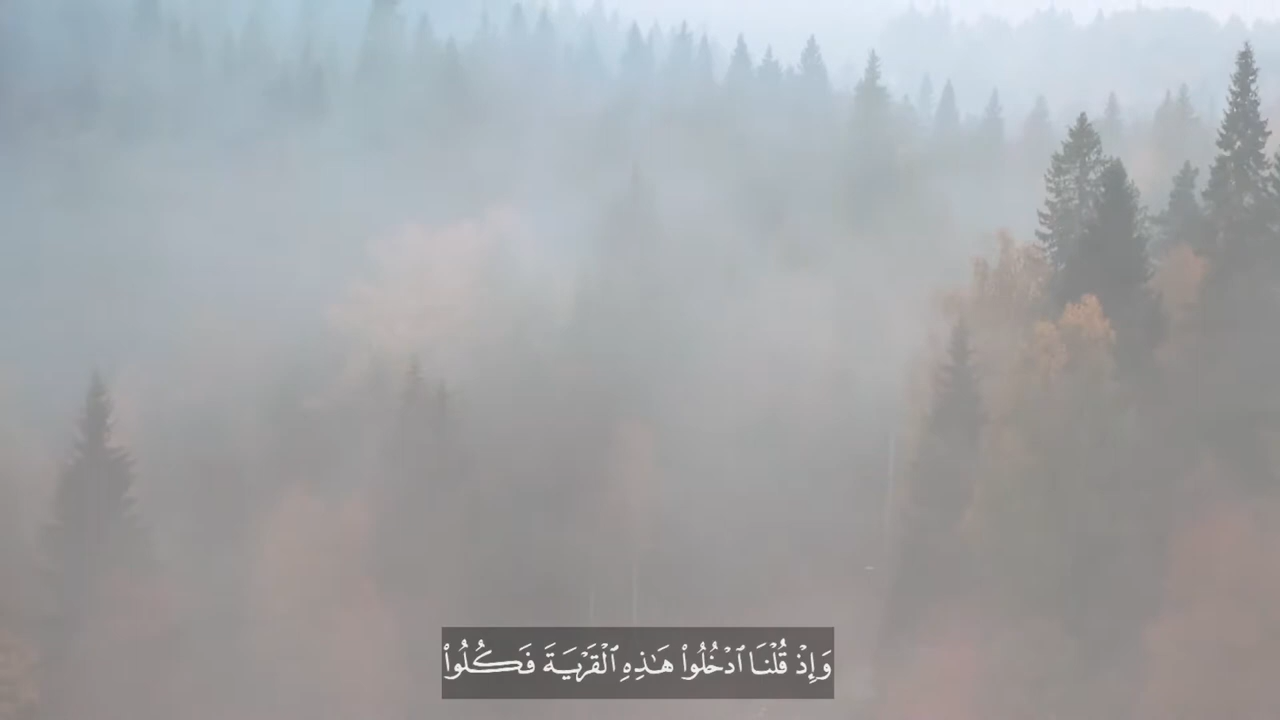 وَإِذْ قُلْنَا ٱدْخُلُوا۟ هَـٰذِهِ ٱلْقَرْيَةَ فَكُلُوا۟